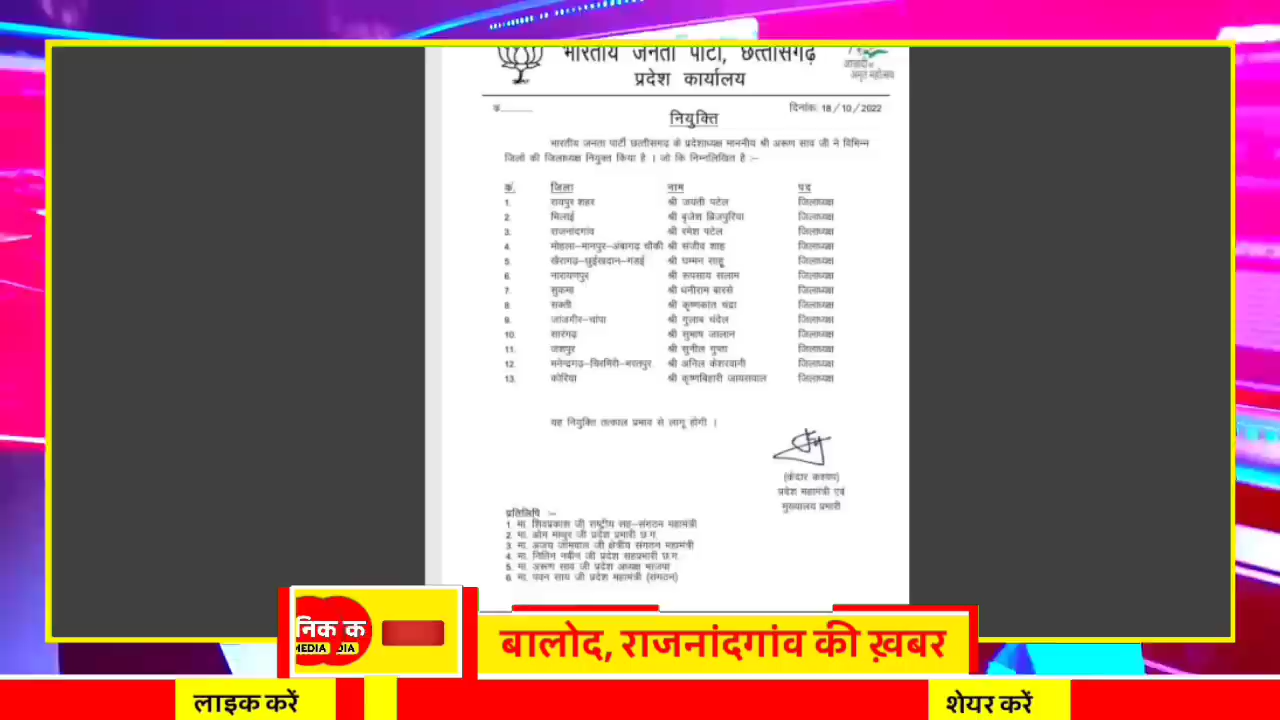 भारतीय जनता पार्टी, छत्तीसगढ़
प्रदेश कार्यालय
आज़ादी का
अमृत महोत्सव
क्र.
दिनांक: 18/10/2022
नियुक्ति
भारतीय जनता पार्टी छत्तीसगढ़ के प्रदेशाध्यक्ष माननीय श्री अरूण साव जी ने विभिन्न
जिलों की जिलाध्यक्ष नियुक्त किया है । जो कि निम्नलिखित है :–
क्रं. जिला नाम पद
1. रायपुर शहर श्री जयंती पटेल जिलाध्यक्ष
2. भिलाई श्री बृजेश ब्रिजपुरिया जिलाध्यक्ष
3. राजनांदगांव श्री रमेश पटेल जिलाध्यक्ष
4. मोहला–मानपुर–अंबागढ़ चौंकी श्री संजीव शाह जिलाध्यक्ष
5. खैरागढ़–छुईखदान–गंडई श्री घम्मन साहू जिलाध्यक्ष
6. नारायणपुर श्री रूपसाय सलाम जिलाध्यक्ष
7. सुकमा श्री धनीराम बारसे जिलाध्यक्ष
8. सक्ती श्री कृष्णकांत चंद्रा जिलाध्यक्ष
9. जांजगीर–चांपा श्री गुलाब चंदेल जिलाध्यक्ष
10. सारंगढ़ श्री सुभाष जालान जिलाध्यक्ष
11. जशपुर श्री सुनील गुप्ता जिलाध्यक्ष
12. मनेन्द्रगढ़–चिरमिरी–भरतपुर श्री अनिल केशरवानी जिलाध्यक्ष
13. कोरिया श्री कृष्णबिहारी जायसवाल जिलाध्यक्ष
यह नियुक्ति तत्काल प्रभाव से लागू होगी ।
(केदार कश्यप)
प्रदेश महामंत्री एवं
मुख्यालय प्रभारी
प्रतिलिपि :–
1. मा. शिवप्रकाश जी राष्ट्रीय सह–संगठन महामंत्री
2. मा. ओम माथुर जी प्रदेश प्रभारी छ.ग.
3. मा. अजय जामवाल जी क्षेत्रीय संगठन महामंत्री
4. मा. नितिन नबीन जी प्रदेश सहप्रभारी छ.ग.
5. मा. अरूण साव जी प्रदेश अध्यक्ष भाजपा
6. मा. पवन साय जी प्रदेश महामंत्री (संगठन)
निक क
MEDIA DIA
बालोद, राजनांदगांव की ख़बर
लाइक करें
शेयर करें